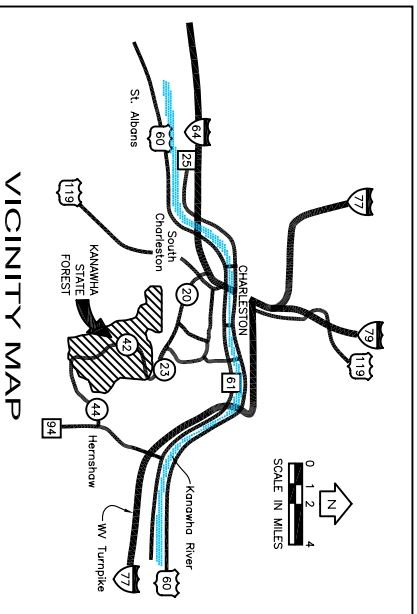 77
79
119
64
25
60
St. Albans
119
South
Charleston
CHARLESTON
20
KANAWHA
STATE
FOREST
42
23
61
44
94
Hernshaw
Kanawha River
WV Turnpike
77
60
N
0 1 2 4
SCALE IN MILES
VICINITY MAP